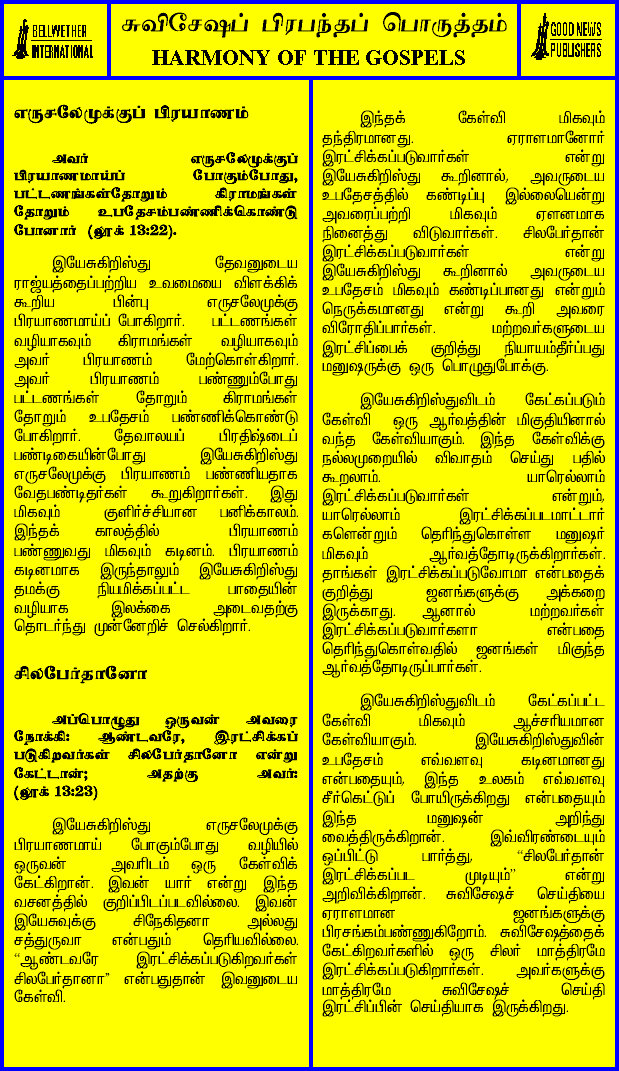 BELLWETHER
INTERNATIONAL
சுவிசேஷப் பிரபந்தப் பொருத்தம்
HARMONY OF THE GOSPELS
GOOD NEWS
PUBLISHERS
எருசலேமுக்குப் பிரயாணம்
அவர் எருசலேமுக்குப்
பிரயாணமாய்ப் போகும்போது,
பட்டணங்கள்தோறும் கிராமங்கள்
தோறும் உபதேசம்பண்ணிக்கொண்டு
போனார் (லூக் 13:22).
இயேசுகிறிஸ்து தேவனுடைய
ராஜ்யத்தைப்பற்றிய உவமையை விளக்கிக்
கூறிய பின்பு எருசலேமுக்கு
பிரயாணமாய்ப் போகிறார். பட்டணங்கள்
வழியாகவும் கிராமங்கள் வழியாகவும்
அவர் பிரயாணம் மேற்கொள்கிறார்.
அவர் பிரயாணம் பண்ணும்போது
பட்டணங்கள் தோறும் கிராமங்கள்
தோறும் உபதேசம் பண்ணிக்கொண்டு
போகிறார். தேவாலயப் பிரதிஷ்டைப்
பண்டிகையின்போது இயேசுகிறிஸ்து
எருசலேமுக்கு பிரயாணம் பண்ணியதாக
வேதபண்டிதர்கள் கூறுகிறார்கள். இது
மிகவும் குளிர்ச்சியான பனிக்காலம்.
இந்தக் காலத்தில் பிரயாணம்
பண்ணுவது மிகவும் கடினம். பிரயாணம்
கடினமாக இருந்தாலும் இயேசுகிறிஸ்து
தமக்கு நியமிக்கப்பட்ட பாதையின்
வழியாக இலக்கை அடைவதற்கு
தொடர்ந்து முன்னேறிச் செல்கிறார்.
சிலபேர்தானோ
அப்பொழுது ஒருவன் அவரை
நோக்கி: ஆண்டவரே, இரட்சிக்கப்
படுகிறவர்கள் சிலபேர்தானோ என்று
கேட்டான்; அதற்கு அவர்:
(லூக் 13:23)
இயேசுகிறிஸ்து எருசலேமுக்கு
பிரயாணமாய் போகும்போது வழியில்
ஒருவன் அவரிடம் ஒரு கேள்விக்
கேட்கிறான். இவன் யார் என்று இந்த
வசனத்தில் குறிப்பிடப்படவில்லை. இவன்
இயேசுவுக்கு சிநேகிதனா அல்லது
சத்துருவா என்பதும் தெரியவில்லை.
“ஆண்டவரே இரட்சிக்கப்படுகிறவர்கள்
சிலபேர்தானா” என்பதுதான் இவனுடைய
கேள்வி.
இந்தக் கேள்வி மிகவும்
தந்திரமானது. ஏராளமானோர்
இரட்சிக்கப்படுவார்கள் என்று
இயேசுகிறிஸ்து கூறினால், அவருடைய
உபதேசத்தில் கண்டிப்பு இல்லையென்று
அவரைப்பற்றி மிகவும் ஏளனமாக
நினைத்து விடுவார்கள். சிலபேர்தான்
இரட்சிக்கப்படுவார்கள் என்று
இயேசுகிறிஸ்து கூறினால் அவருடைய
உபதேசம் மிகவும் கண்டிப்பானது என்றும்
நெருக்கமானது என்று கூறி அவரை
விரோதிப்பார்கள். மற்றவர்களுடைய
இரட்சிப்பைக் குறித்து நியாயம்தீர்ப்பது
மனுஷருக்கு ஒரு பொழுதுபோக்கு.
இயேசுகிறிஸ்துவிடம் கேட்கப்படும்
கேள்வி ஒரு ஆர்வத்தின் மிகுதியினால்
வந்த கேள்வியாகும். இந்த கேள்விக்கு
நல்லமுறையில் விவாதம் செய்து பதில்
கூறலாம். யாரெல்லாம்
இரட்சிக்கப்படுவார்கள் என்றும்,
யாரெல்லாம் இரட்சிக்கப்படமாட்டார்
களென்றும் தெரிந்துகொள்ள மனுஷர்
மிகவும் ஆர்வத்தோடிருக்கிறார்கள்.
தாங்கள் இரட்சிக்கப்படுவோமா என்பதைக்
குறித்து ஜனங்களுக்கு அக்கறை
இருக்காது. ஆனால் மற்றவர்கள்
இரட்சிக்கப்படுவார்களா என்பதை
தெரிந்துகொள்வதில் ஜனங்கள் மிகுந்த
ஆர்வத்தோடிருப்பார்கள்.
இயேசுகிறிஸ்துவிடம் கேட்கப்பட்ட
கேள்வி மிகவும் ஆச்சரியமான
கேள்வியாகும். இயேசுகிறிஸ்துவின்
உபதேசம் எவ்வளவு கடினமானது
என்பதையும், இந்த உலகம் எவ்வளவு
சீர்கெட்டுப் போயிருக்கிறது என்பதையும்
இந்த மனுஷன் அறிந்து
வைத்திருக்கிறான். இவ்விரண்டையும்
ஒப்பிட்டு பார்த்து, “சிலபேர்தான்
இரட்சிக்கப்பட முடியும்” என்று
அறிவிக்கிறான். சுவிசேஷச் செய்தியை
ஏராளமான ஜனங்களுக்கு
பிரசங்கம்பண்ணுகிறோம். சுவிசேஷத்தைக்
கேட்கிறவர்களில் ஒரு சிலர் மாத்திரமே
இரட்சிக்கப்படுகிறார்கள். அவர்களுக்கு
மாத்திரமே சுவிசேஷச் செய்தி
இரட்சிப்பின் செய்தியாக இருக்கிறது.